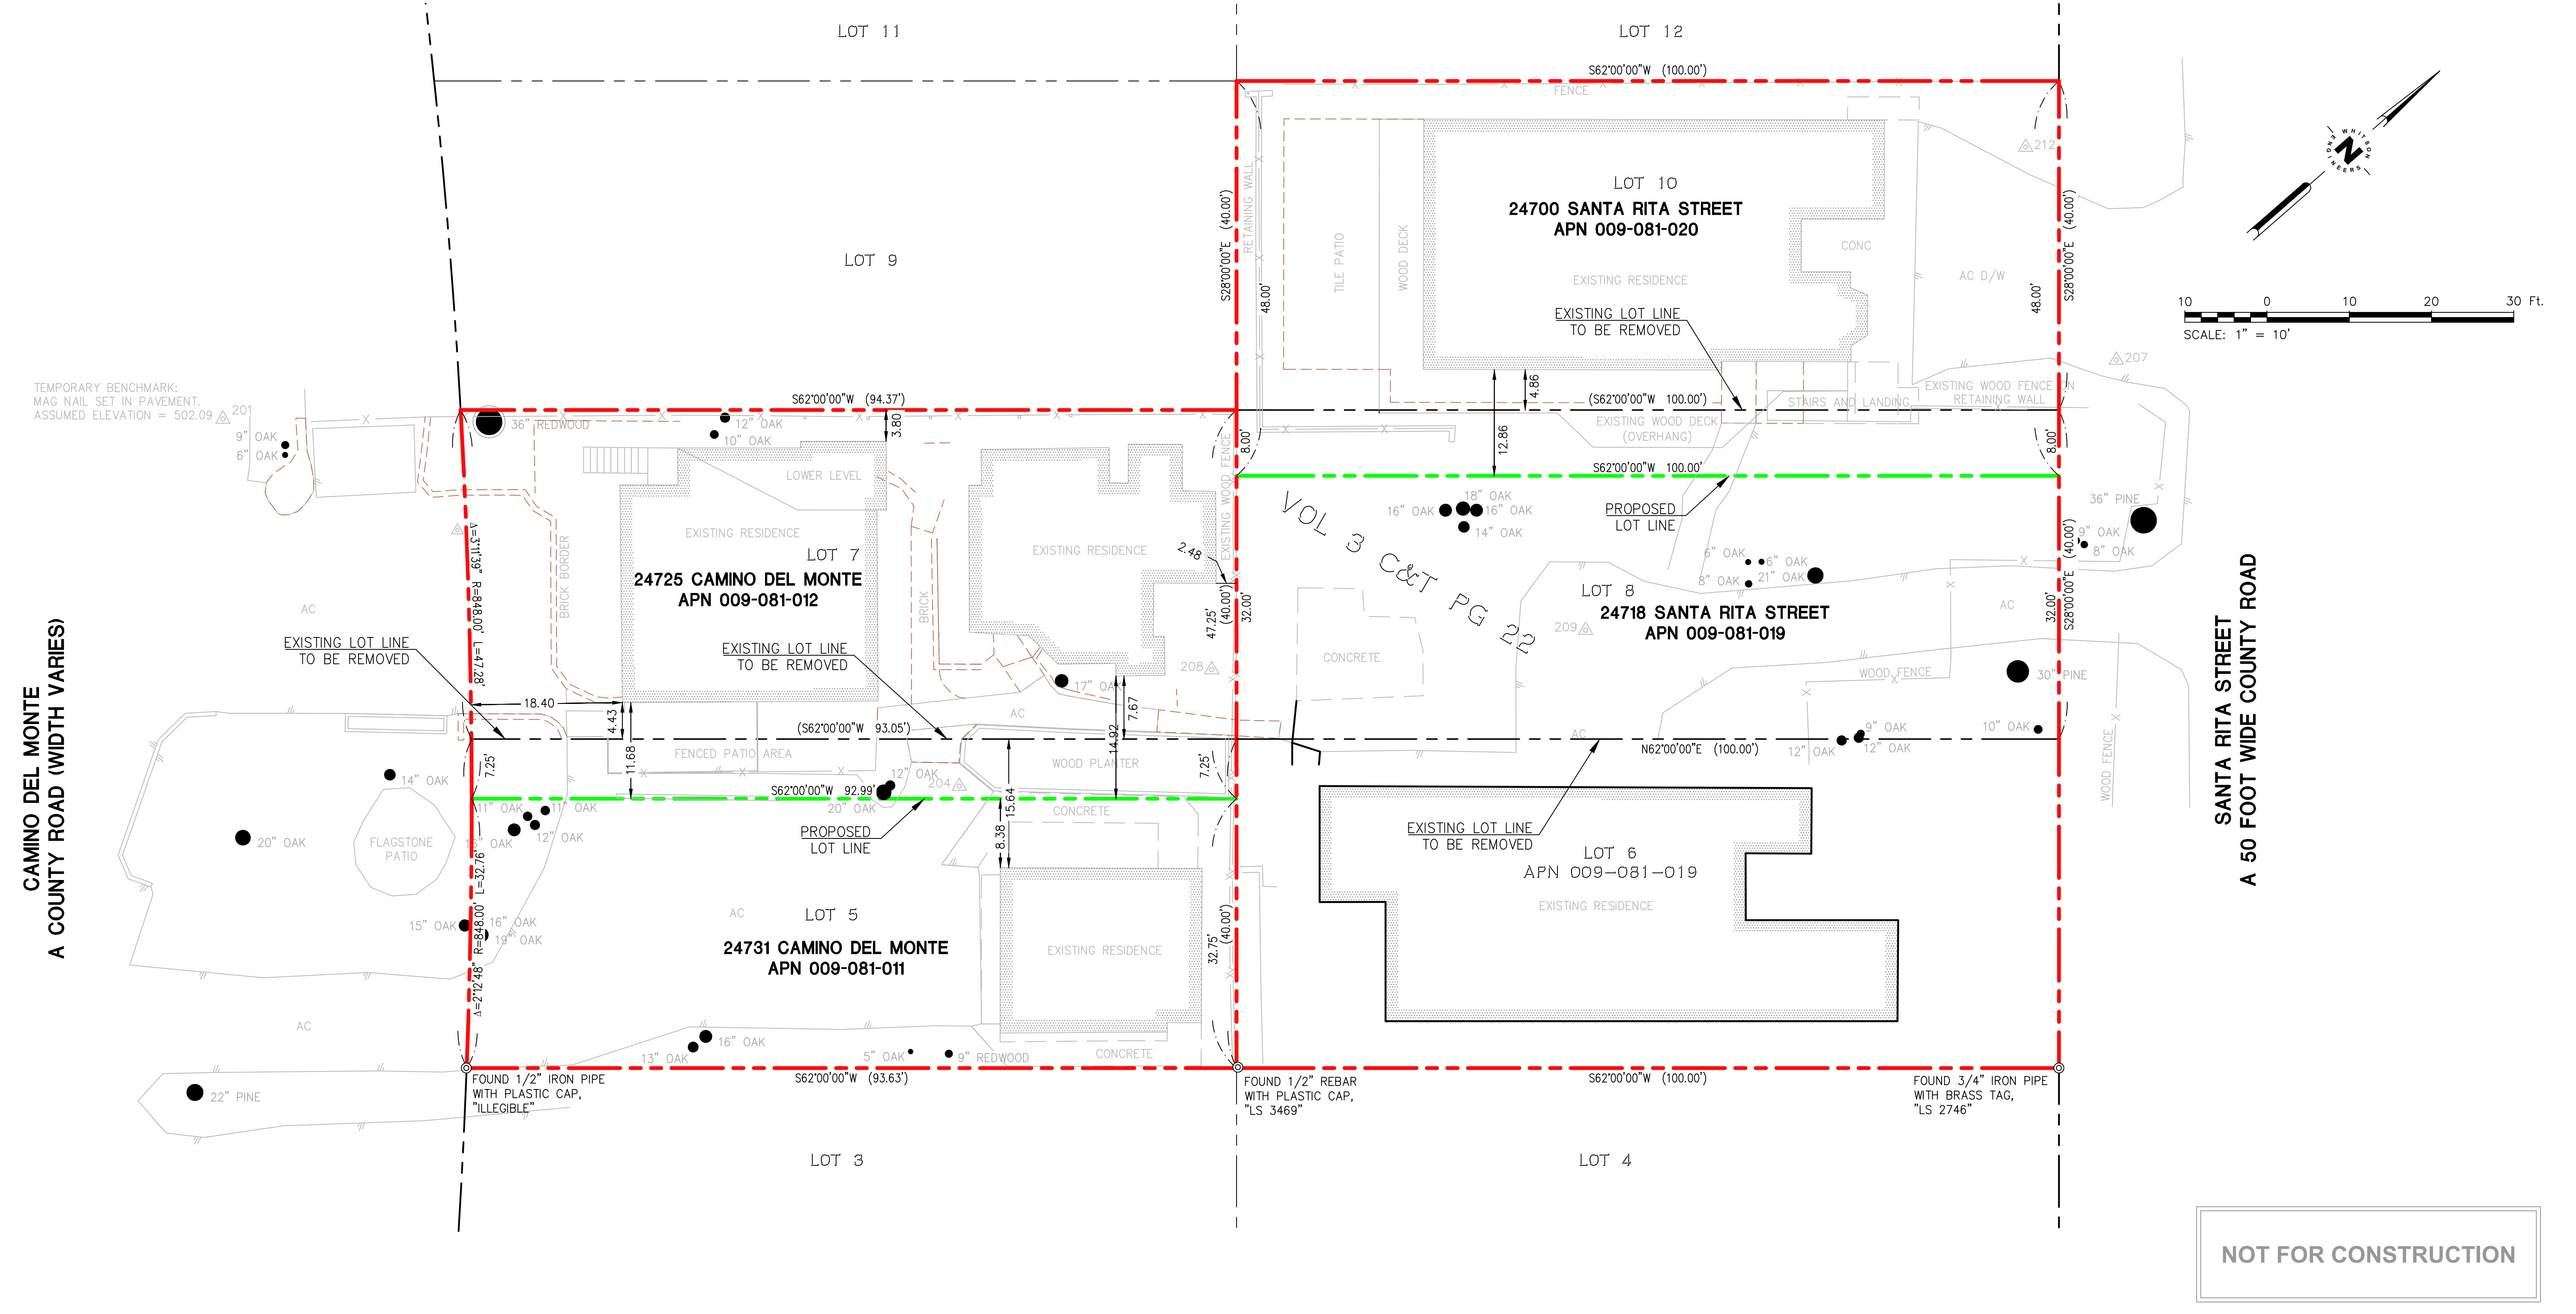 LOT 11
LOT 12
S62°00'00"W (100.00')
FENCE
RETAINING WALL
S28°00'00"E (40.00')
48.00'
TILE PATIO
WOOD DECK
LOT 10
24700 SANTA RITA STREET
APN 009-081-020
EXISTING RESIDENCE
CONC
AC D/W
48.00'
S28°00'00"E (40.00')
212
WHITSON
ENGINEERS
N
10 0 10 20 30 Ft.
SCALE: 1" = 10'
LOT 9
EXISTING LOT LINE
TO BE REMOVED
207
EXISTING WOOD FENCE ON
RETAINING WALL
STAIRS AND LANDING
4.86
12.86
(S62°00'00"W 100.00')
EXISTING WOOD DECK
(OVERHANG)
8.00'
8.00'
S62°00'00"W 100.00'
PROPOSED
LOT LINE
TEMPORARY BENCHMARK:
MAG NAIL SET IN PAVEMENT.
ASSUMED ELEVATION = 502.09
201
9" OAK
6" OAK
S62°00'00"W (94.37')
36" REDWOOD
12" OAK
10" OAK
3.80
LOWER LEVEL
EXISTING RESIDENCE
LOT 7
24725 CAMINO DEL MONTE
APN 009-081-012
BRICK BORDER
BRICK
EXISTING RESIDENCE
EXISTING WOOD FENCE
2.48
47.25'
(40.00')
32.00'
Δ=3°11'39" R=848.00' L=47.28'
AC
EXISTING LOT LINE
TO BE REMOVED
EXISTING LOT LINE
TO BE REMOVED
208
17" OAK
18.40
4.43
11.68
7.67
14.92
AC
(S62°00'00"W 93.05')
FENCED PATIO AREA
WOOD PLANTER
7.25'
7.25'
12" OAK
204
20" OAK
S62°00'00"W 92.99'
15.64
8.38
CONCRETE
PROPOSED
LOT LINE
VOL 3 C&T PG 22
18" OAK
16" OAK
16" OAK
14" OAK
6" OAK
6" OAK
8" OAK
21" OAK
LOT 8
24718 SANTA RITA STREET
APN 009-081-019
209
CONCRETE
AC
32.00'
S28°00'00"E (40.00')
36" PINE
9" OAK
8" OAK
WOOD FENCE
30" PINE
10" OAK
9" OAK
12" OAK
12" OAK
AC
N62°00'00"E (100.00')
WOOD FENCE
EXISTING LOT LINE
TO BE REMOVED
LOT 6
APN 009-081-019
EXISTING RESIDENCE
SANTA RITA STREET
A 50 FOOT WIDE COUNTY ROAD
CAMINO DEL MONTE
A COUNTY ROAD (WIDTH VARIES)
14" OAK
20" OAK
FLAGSTONE
PATIO
11" OAK
11" OAK
12" OAK
15" OAK
16" OAK
19" OAK
Δ=2°12'48" R=848.00' L=32.76'
AC
LOT 5
24731 CAMINO DEL MONTE
APN 009-081-011
EXISTING RESIDENCE
32.75'
(40.00')
AC
16" OAK
13" OAK
5" OAK
9" REDWOOD
CONCRETE
22" PINE
FOUND 1/2" IRON PIPE
WITH PLASTIC CAP,
"ILLEGIBLE"
S62°00'00"W (93.63')
FOUND 1/2" REBAR
WITH PLASTIC CAP,
"LS 3469"
S62°00'00"W (100.00')
FOUND 3/4" IRON PIPE
WITH BRASS TAG,
"LS 2746"
LOT 3
LOT 4
NOT FOR CONSTRUCTION